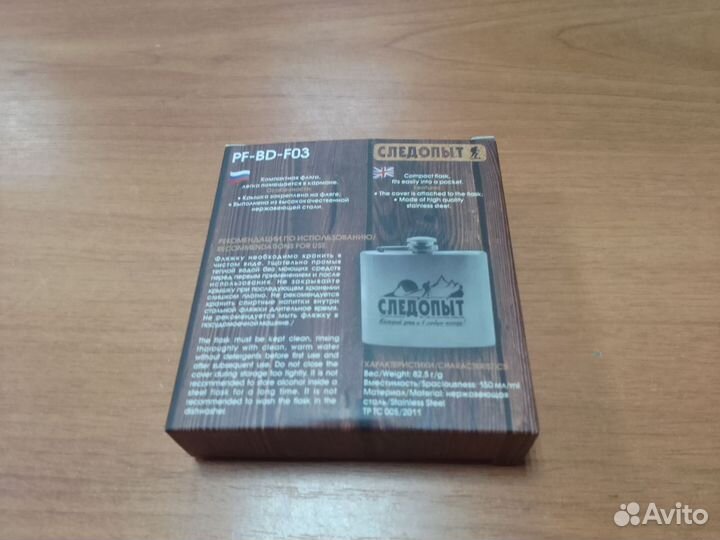 PF-BD-F03
СЛЕДОПЫТ
Компактная фляга,
легко помещается в кармане.
Особенности:
• Крышка закреплена на фляге,
• Выполнена из высококачественной
нержавеющей стали.
Compact flask,
fits easily into a pocket.
Features:
• The cover is attached to the flask.
• Made of high quality
stainless steel.
РЕКОМЕНДАЦИИ ПО ИСПОЛЬЗОВАНИЮ/
RECOMMENDATIONS FOR USE:
Фляжку необходимо хранить в
чистом виде, тщательно промыв
теплой водой без моющих средств
перед первым применением и после
использования. Не закрывайте
крышку при последующем хранении
слишком плотно. Не рекомендуется
хранить спиртные напитки внутри
стальной фляжки длительное время.
Не рекомендуется мыть фляжку в
посудомоечной машине./
The flask must be kept clean, rinsing
thoroughly with clean, warm water
without detergents before first use and
after subsequent use. Do not close the
cover during storage too tightly. It is not
recommended to store alcohol inside a
steel flask for a long time. It is not
recommended to wash the flask in the
dishwasher.
СЛЕДОПЫТ
ХАРАКТЕРИСТИКИ/CHARACTERISTICS
Вес/Weight: 82,5 г/g
Вместимость/Spaciousness: 150 мл/ml
Материал/Material: нержавеющая
сталь/Stainless Steel
ТР ТС 005/2011
Avito